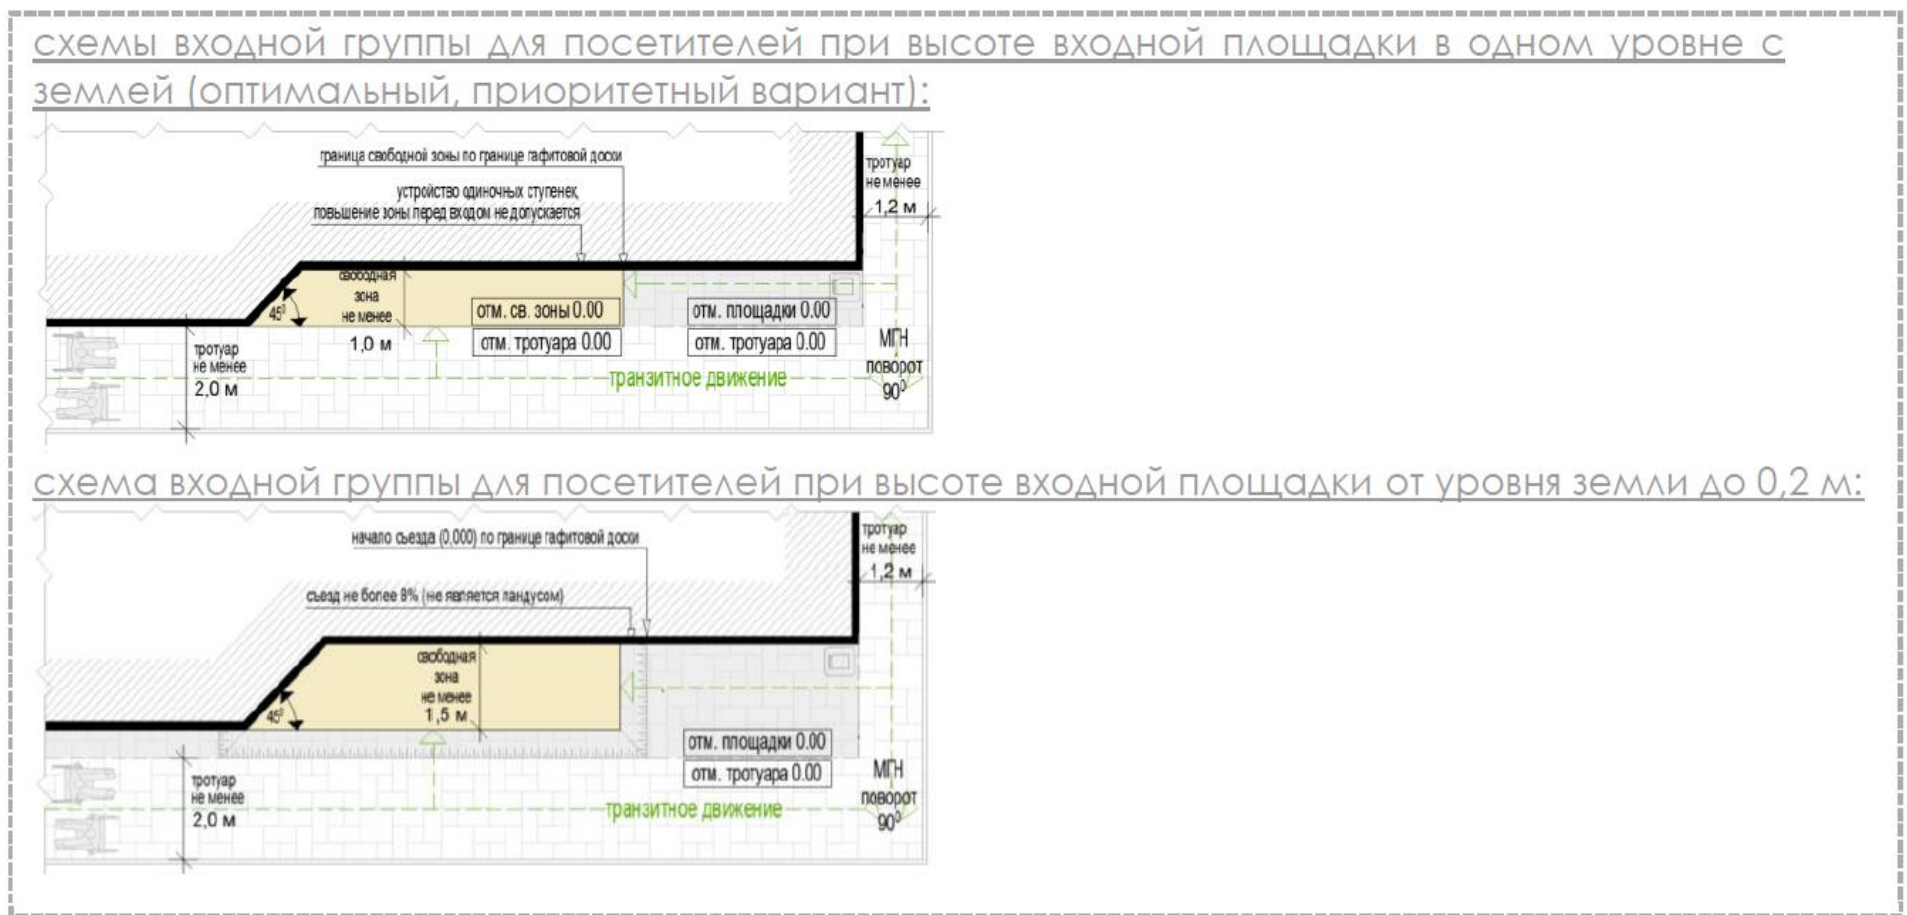 схемы входной группы для посетителей при высоте входной площадки в одном уровне с
землей (оптимальный, приоритетный вариант):
граница свободной зоны по границе гафитовой доски
устройство одиночных ступенек,
повышение зоны перед входом не допускается
тротуар
не менее
1,2 м
свободная
зона
не менее
1,0 м
45⁰
отм. св. зоны 0.00
отм. тротуара 0.00
отм. площадки 0.00
отм. тротуара 0.00
тротуар
не менее
2,0 м
транзитное движение
МГН
поворот
90⁰
схема входной группы для посетителей при высоте входной площадки от уровня земли до 0,2 м:
начало съезда (0,000) по границе гафитовой доски
съезд не более 8% (не является пандусом)
тротуар
не менее
1,2 м
свободная
зона
не менее
1,5 м
45⁰
отм. площадки 0.00
отм. тротуара 0.00
тротуар
не менее
2,0 м
транзитное движение
МГН
поворот
90⁰